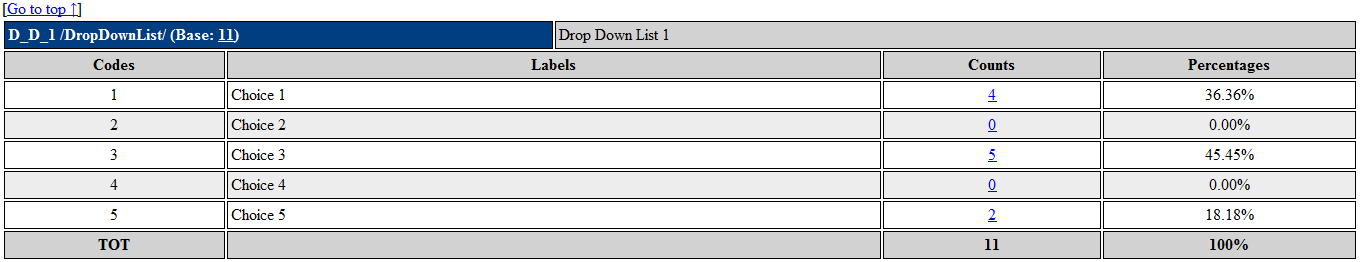 [Go to top ↑]
D_D_1 /DropDownList/ (Base: 11) Drop Down List 1
Codes Labels Counts Percentages
1 Choice 1 4 36.36%
2 Choice 2 0 0.00%
3 Choice 3 5 45.45%
4 Choice 4 0 0.00%
5 Choice 5 2 18.18%
TOT 11 100%